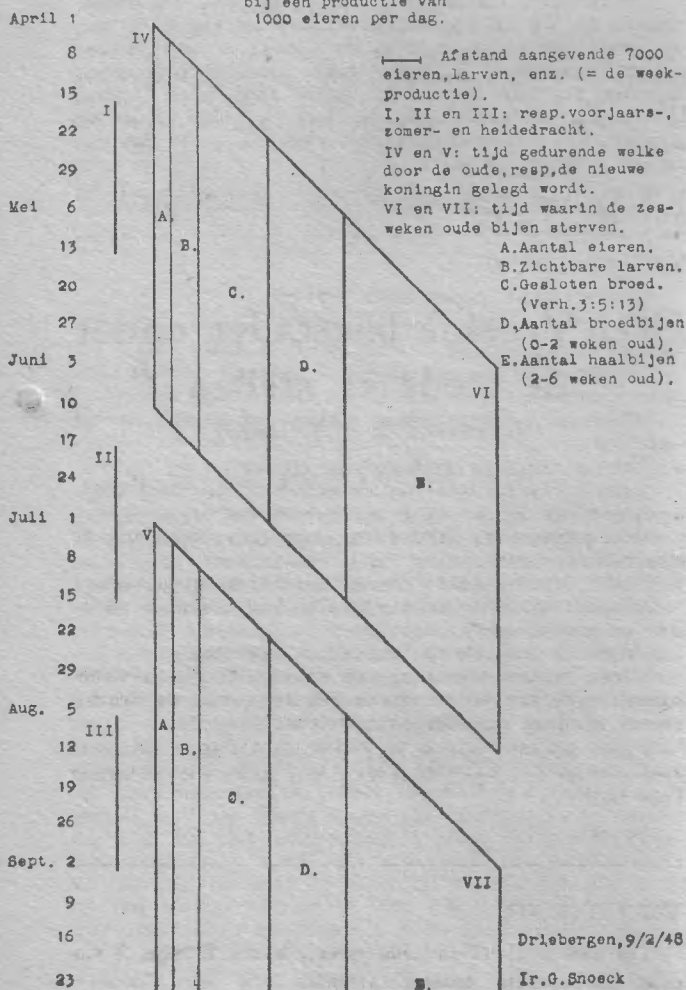 bij een productie van
1000 eieren per dag.
April 1
IV
8
Afstand aangevende 7000
eieren,larven, enz. (= de week-
productie).
15
I
I, II en III: resp.voorjaars-,
zomer- en heidedracht.
22
IV en V: tijd gedurende welke
door de oude,resp,de nieuwe
koningin gelegd wordt.
29
Mei 6
VI en VII: tijd waarin de zes-
weken oude bijen sterven.
A.
B.
13
A.Aantal eieren.
B.Zichtbare larven.
20
C.
C.Gesloten broed.
(Verh.3:5:13)
27
D.Aantal broedbijen
(0-2 weken oud).
Juni 3
D.
E.Aantal haalbijen
(2-6 weken oud).
VI
10
17
II
24
E.
Juli 1
V
8
15
22
29
Aug. 5
III
A.
12
B.
19
C.
26
Sept. 2
D.
VII
9
16
Driebergen,9/2/48
23
E.
Ir.G.Snoeck